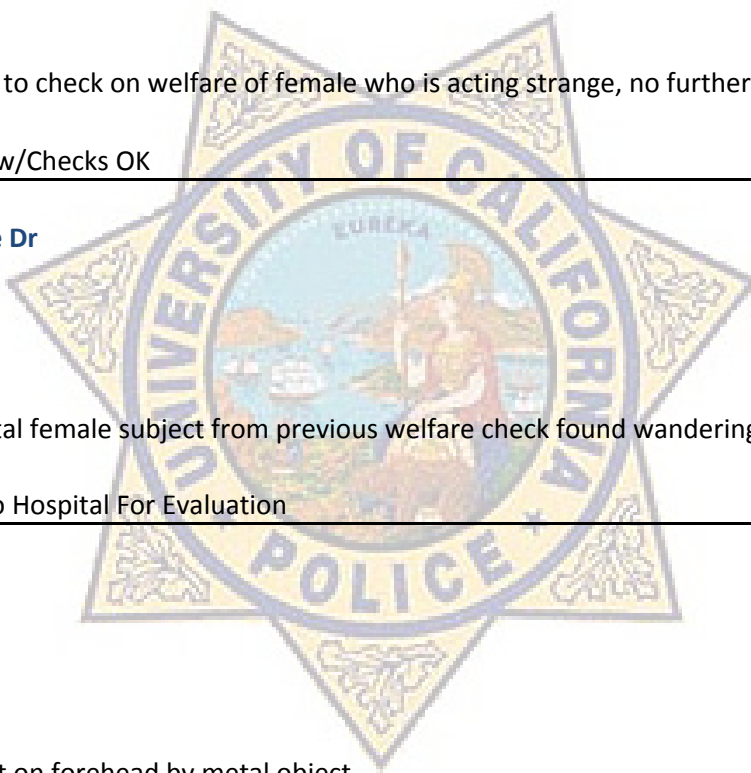 to check on welfare of female who is acting strange, no further
w/Checks OK
Dr
female subject from previous welfare check found wandering
Hospital For Evaluation
on forehead by metal object
UNIVERSITY OF CALIFORNIA
EUREKA
POLICE